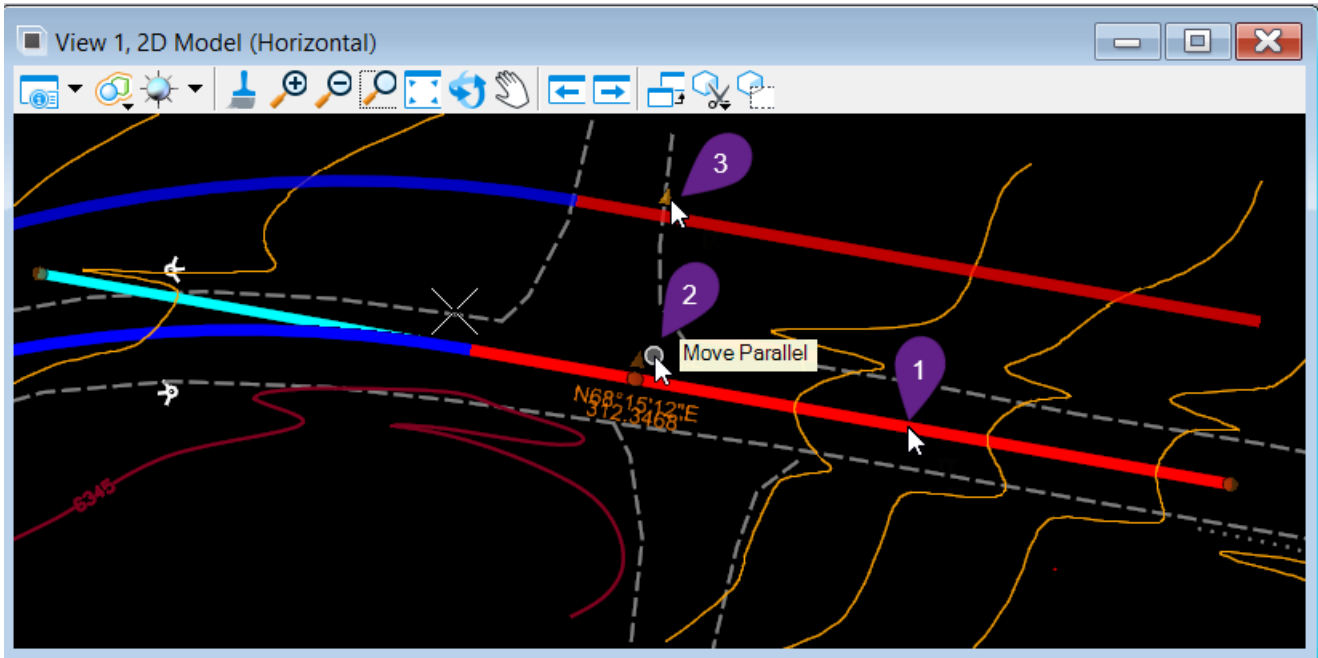 View 1, 2D Model (Horizontal)
3
2
Move Parallel
1
N68°15'12"E
312.3468'
6345